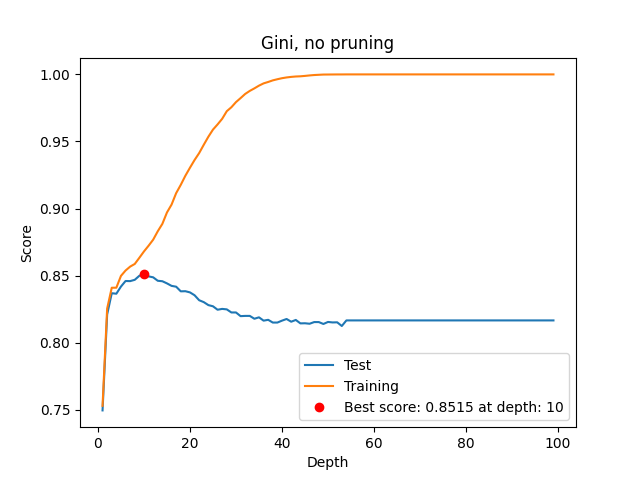 Gini, no pruning
1.00
0.95
0.90
0.85
0.80
0.75
Score
0
20
40
60
80
100
Depth
Test
Training
Best score: 0.8515 at depth: 10